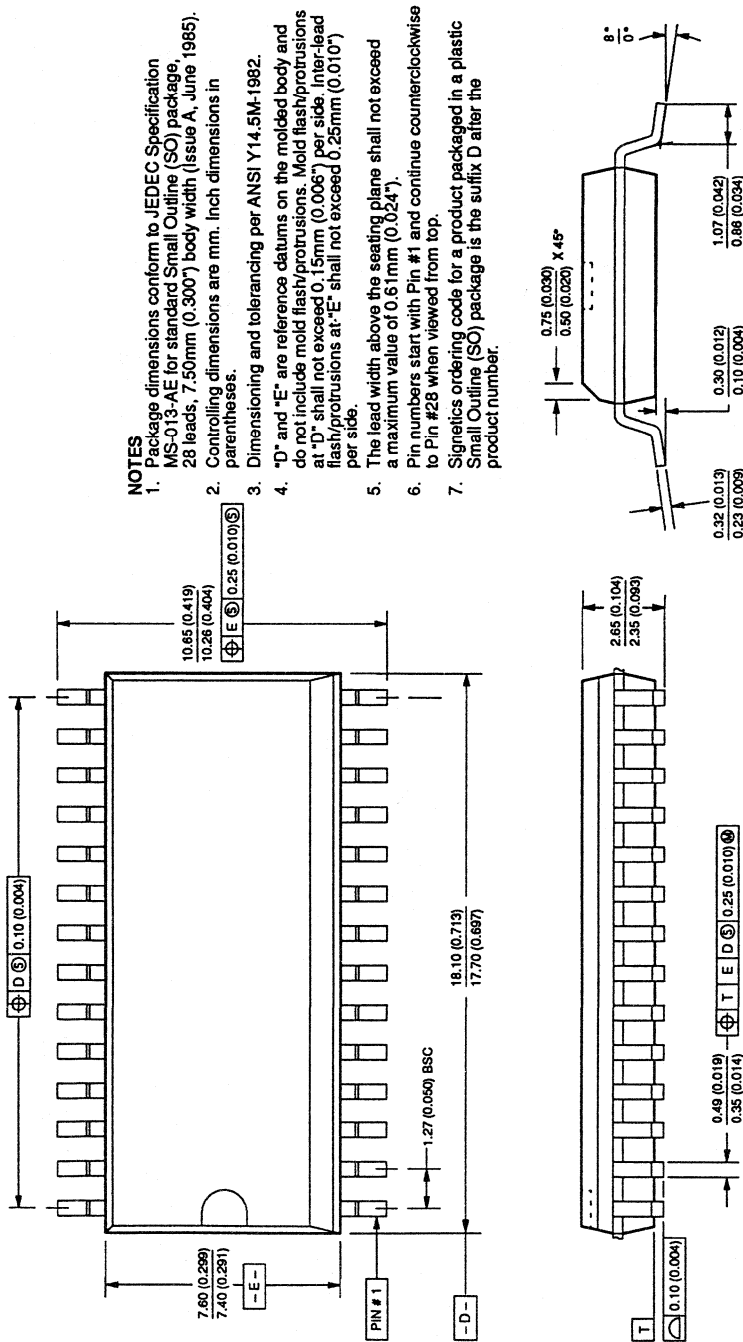 NOTES
1. Package dimensions conform to JEDEC Specification
MS-013-AE for standard Small Outline (SO) package,
28 leads, 7.50mm (0.300") body width (Issue A, June 1985).
2. Controlling dimensions are mm. Inch dimensions in
parentheses.
3. Dimensioning and tolerancing per ANSI Y14.5M-1982.
4. "D" and "E" are reference datums on the molded body and
do not include mold flash/protrusions. Mold flash/protrusions
at "D" shall not exceed 0.15mm (0.006") per side. Inter-lead
flash/protrusions at "E" shall not exceed 0.25mm (0.010")
per side.
5. The lead width above the seating plane shall not exceed
a maximum value of 0.61mm (0.024").
6. Pin numbers start with Pin #1 and continue counterclockwise
to Pin #28 when viewed from top.
7. Signetics ordering code for a product packaged in a plastic
Small Outline (SO) package is the suffix D after the
product number.
⌖ D Ⓢ 0.10 (0.004)
10.65 (0.419)
10.26 (0.404)
⌖ E Ⓢ 0.25 (0.010) Ⓢ
7.60 (0.299)
7.40 (0.291)
- E -
PIN # 1
1.27 (0.050) BSC
18.10 (0.713)
17.70 (0.697)
- D -
0.75 (0.030)
0.50 (0.020)
X 45°
8°
0°
1.07 (0.042)
0.86 (0.034)
0.30 (0.012)
0.10 (0.004)
0.32 (0.013)
0.23 (0.009)
2.65 (0.104)
2.35 (0.093)
0.49 (0.019)
0.35 (0.014)
⌖ T E D Ⓢ 0.25 (0.010) Ⓜ
T
⌓ 0.10 (0.004)